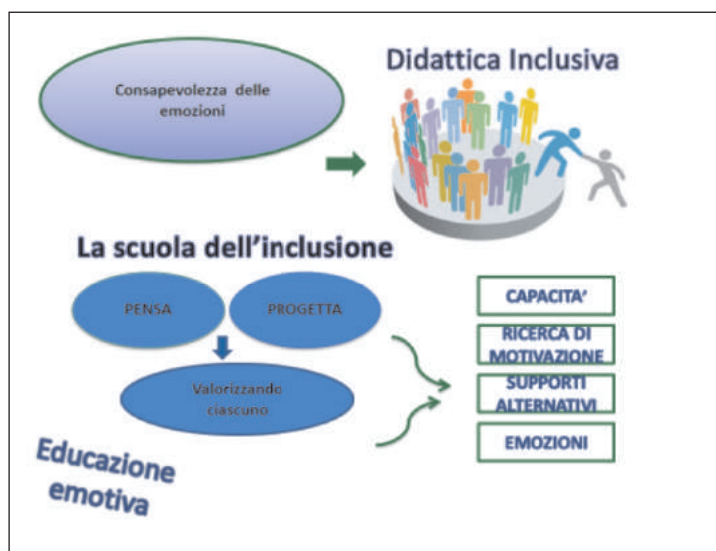 Consapevolezza delle
emozioni
Didattica Inclusiva
La scuola dell'inclusione
PENSA
PROGETTA
Valorizzando
ciascuno
CAPACITA'
RICERCA DI
MOTIVAZIONE
SUPPORTI
ALTERNATIVI
EMOZIONI
Educazione
emotiva